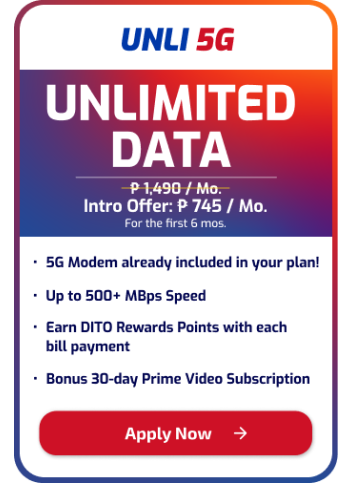 UNLI 5G
UNLIMITED
DATA
₱ 1,490 / Mo.
Intro Offer: ₱ 745 / Mo.
For the first 6 mos.
· 5G Modem already included in your plan!
· Up to 500+ MBps Speed
· Earn DITO Rewards Points with each
bill payment
· Bonus 30-day Prime Video Subscription
Apply Now →